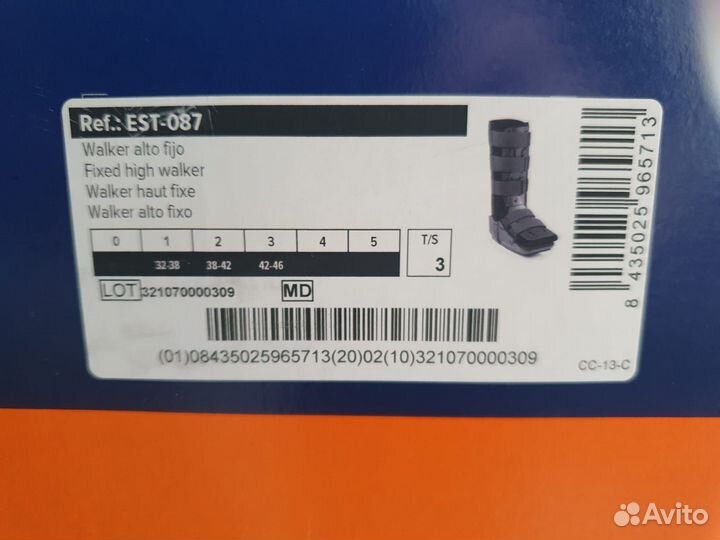 Ref.: EST-087
Walker alto fijo
Fixed high walker
Walker haut fixe
Walker alto fixo
0 1 2 3 4 5 T/S
32-38 38-42 42-46 3
LOT 321070000309 MD
(01)08435025965713(20)02(10)321070000309
CC-13-C
8 435025 965713
Avito